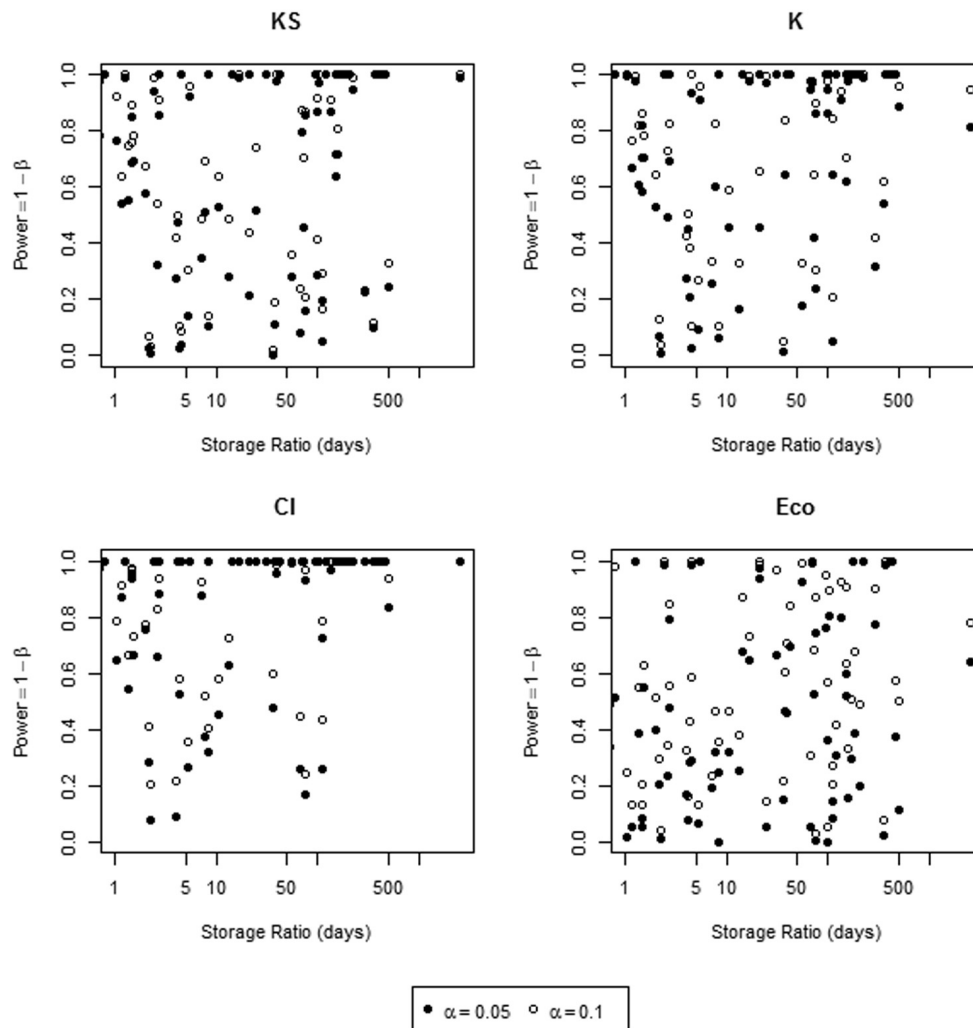 KS
K
Power = 1 − β
0.0 0.2 0.4 0.6 0.8 1.0
1 5 10 50 500
Storage Ratio (days)
Power = 1 − β
0.0 0.2 0.4 0.6 0.8 1.0
1 5 10 50 500
Storage Ratio (days)
CI
Eco
Power = 1 − β
0.0 0.2 0.4 0.6 0.8 1.0
1 5 10 50 500
Storage Ratio (days)
Power = 1 − β
0.0 0.2 0.4 0.6 0.8 1.0
1 5 10 50 500
Storage Ratio (days)
α = 0.05 α = 0.1